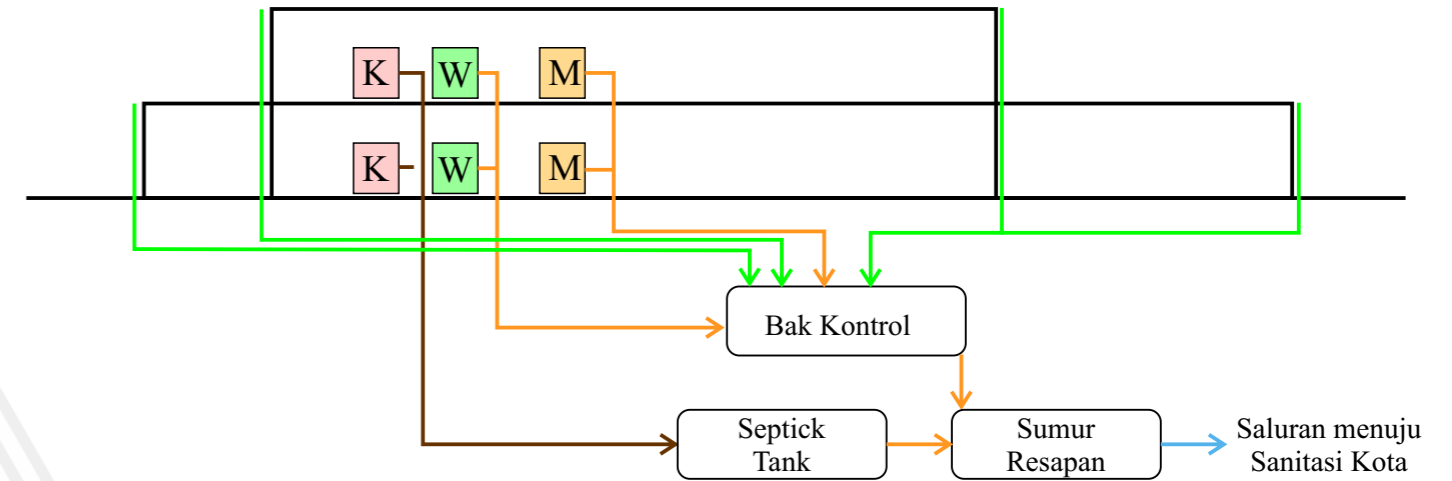 K W M
K W M
Bak Kontrol
Septick
Tank
Sumur
Resapan
Saluran menuju
Sanitasi Kota